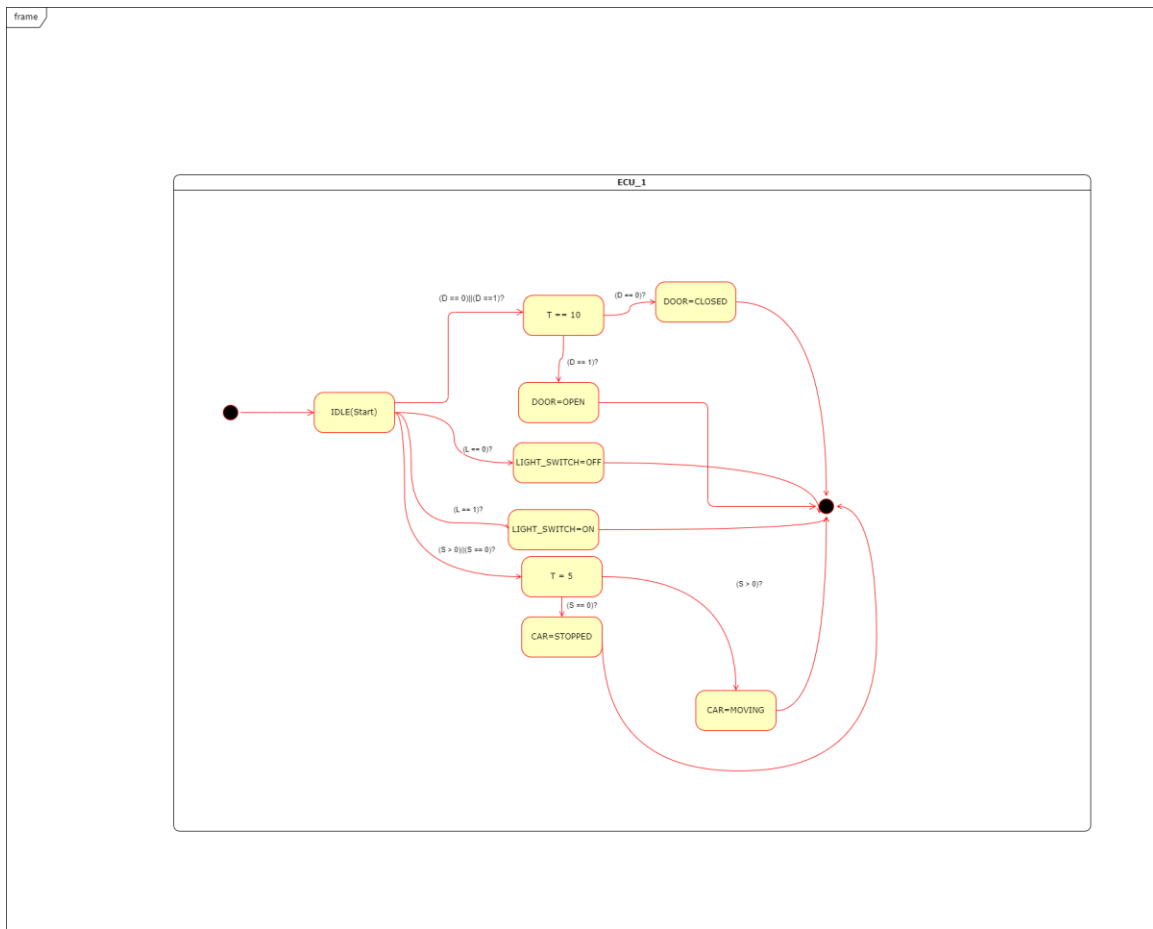 frame
ECU_1
(D == 0)||(D ==1)?
(D == 0)?
DOOR=CLOSED
T == 10
(D == 1)?
DOOR=OPEN
IDLE(Start)
(L == 0)?
LIGHT_SWITCH=OFF
(L == 1)?
LIGHT_SWITCH=ON
(S > 0)||(S == 0)?
T = 5
(S > 0)?
(S == 0)?
CAR=STOPPED
CAR=MOVING